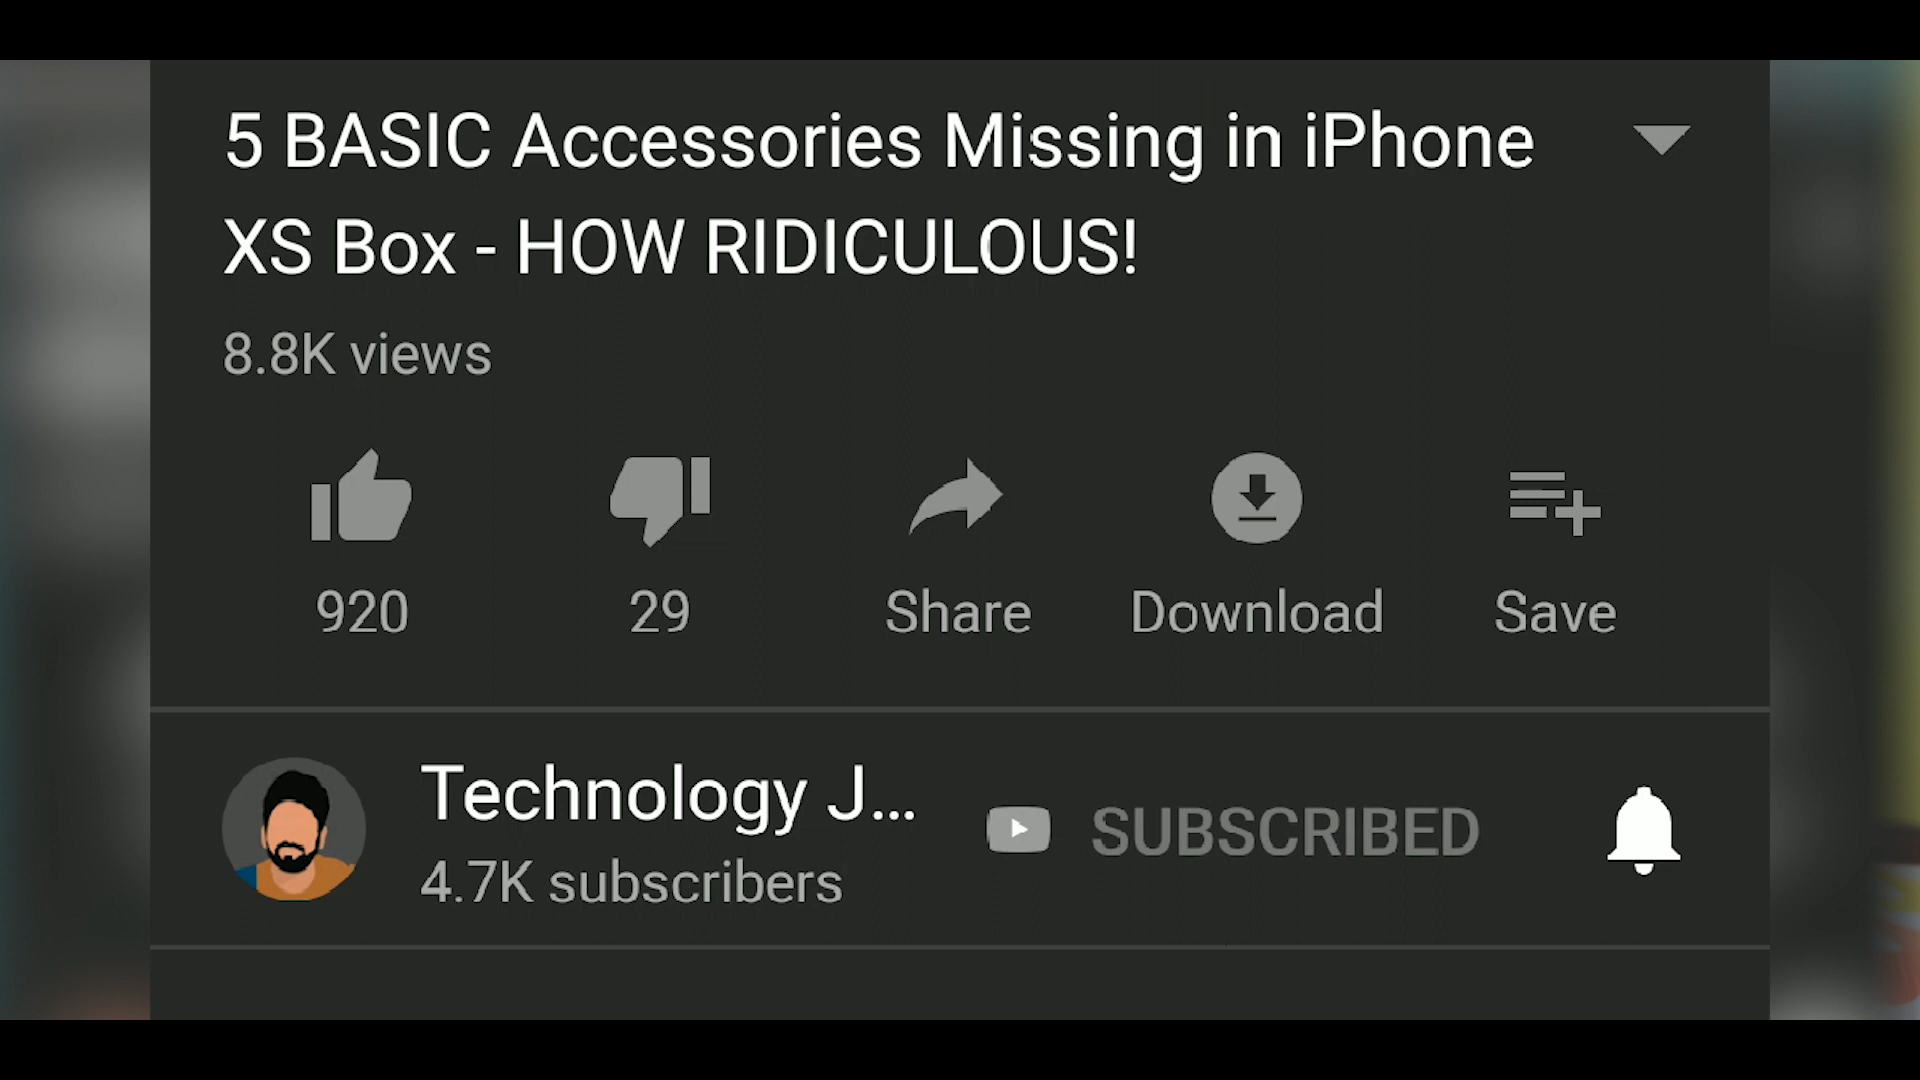 5 BASIC Accessories Missing in iPhone
XS Box - HOW RIDICULOUS!
8.8K views
920 29 Share Download Save
Technology J...
SUBSCRIBED
4.7K subscribers